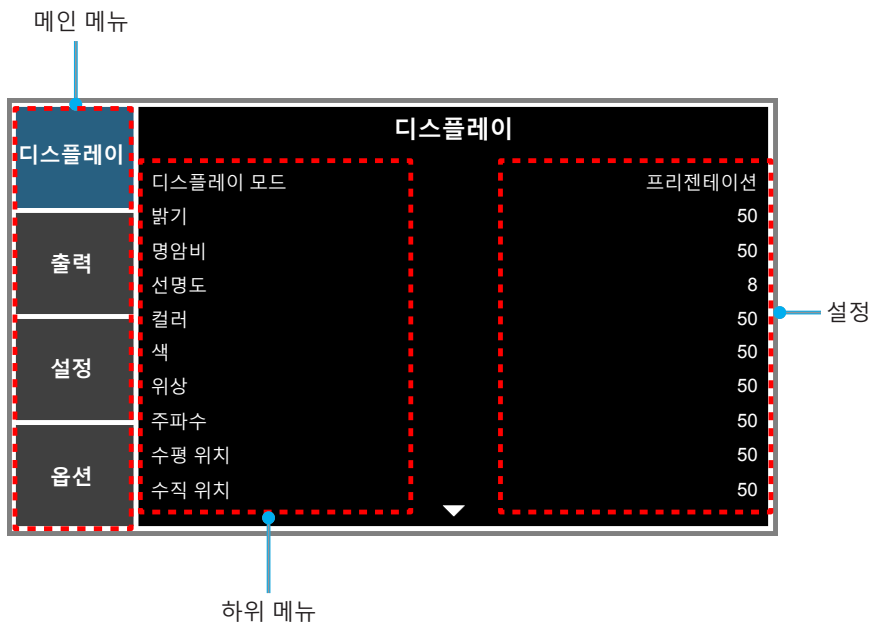 메인 메뉴
디스플레이
출력
설정
옵션
디스플레이
디스플레이 모드 프리젠테이션
밝기 50
명암비 50
선명도 8
컬러 50
색 50
위상 50
주파수 50
수평 위치 50
수직 위치 50
설정
하위 메뉴